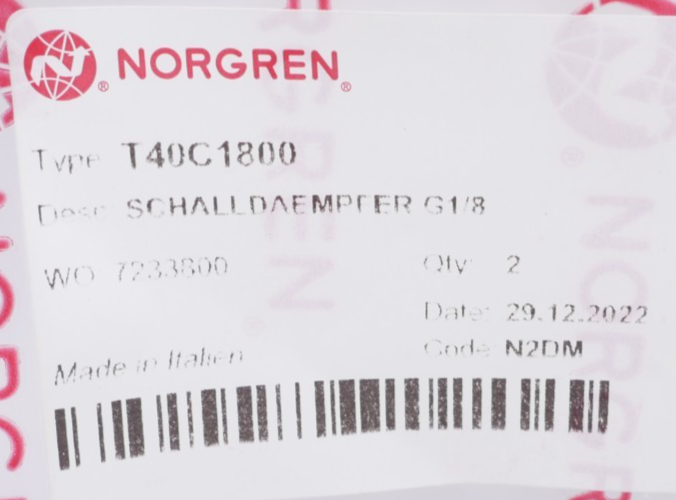 NORGREN®
Type T40C1800
Desc SCHALLDAEMPFER G1/8
WO 7233800
Qty: 2
Date: 29.12.2022
Code N2DM
Made in Italien